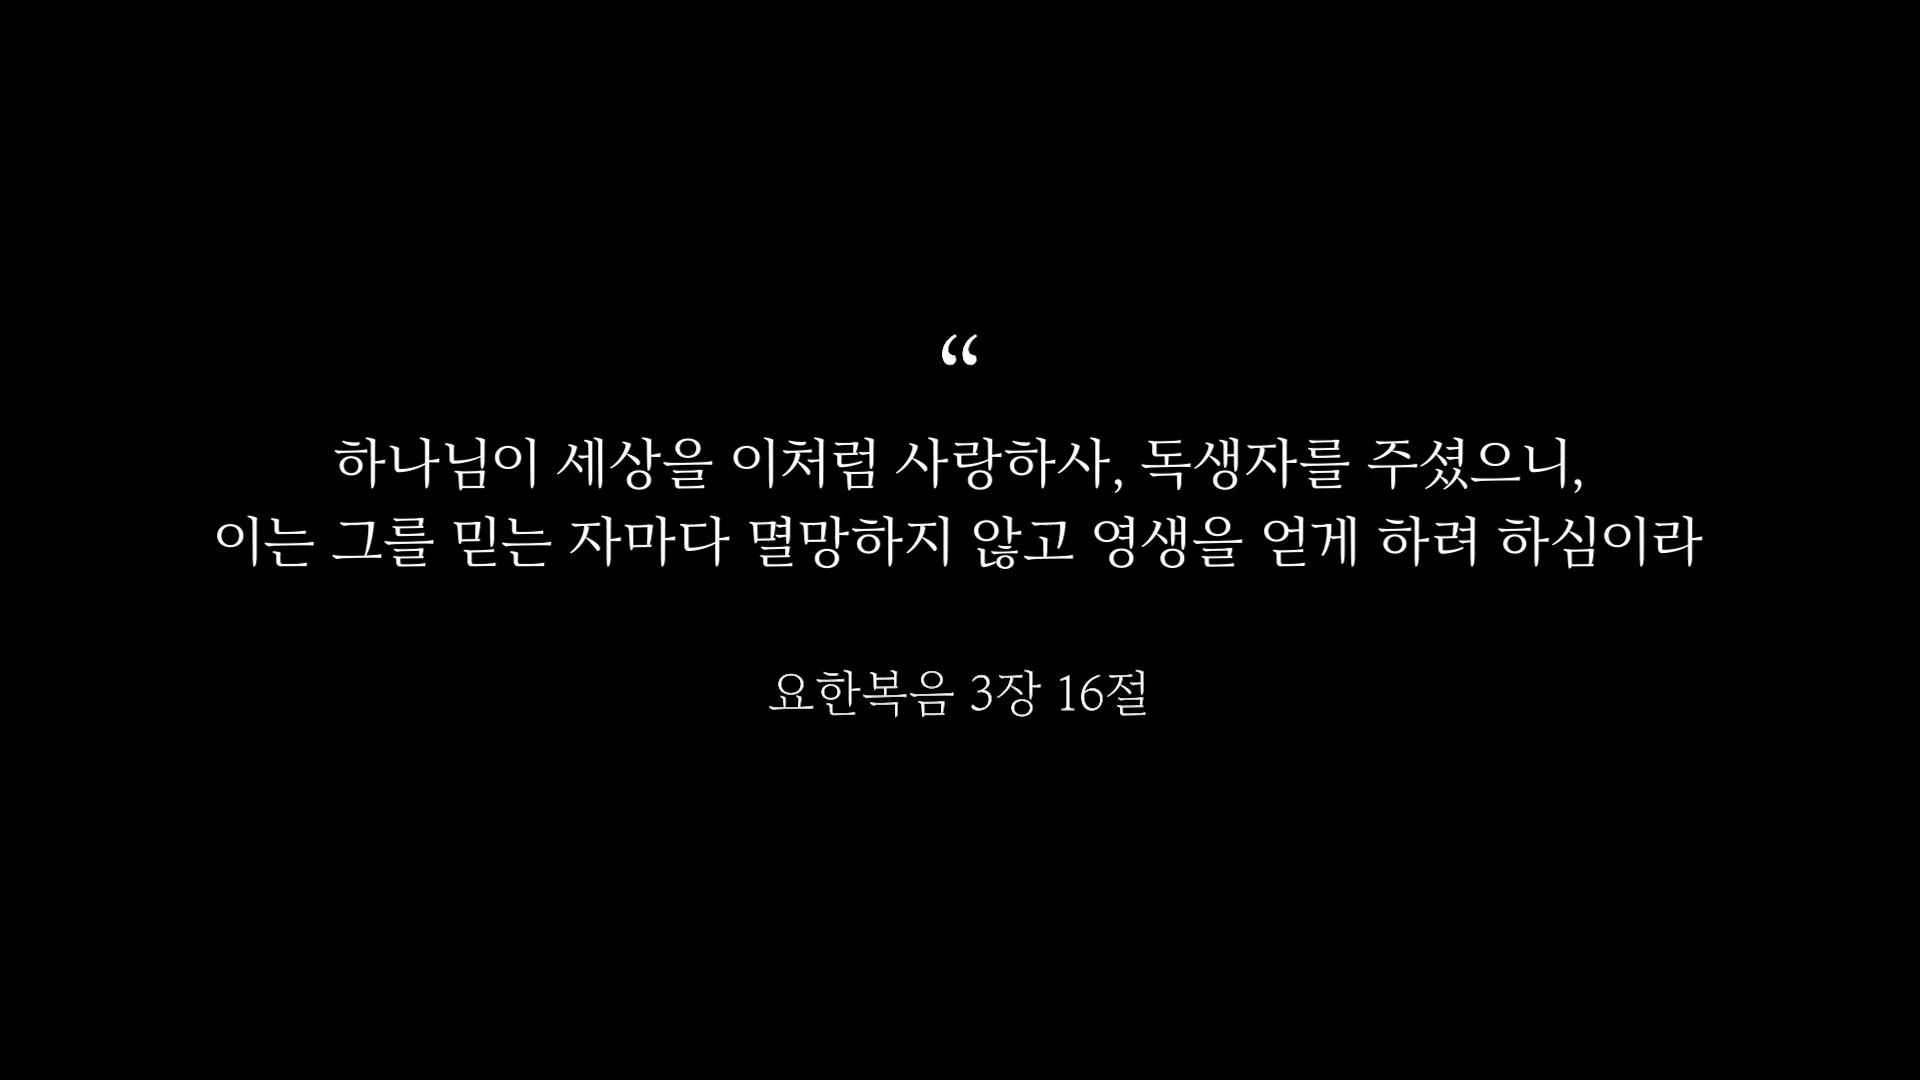 “
하나님이 세상을 이처럼 사랑하사, 독생자를 주셨으니,
이는 그를 믿는 자마다 멸망하지 않고 영생을 얻게 하려 하심이라
요한복음 3장 16절